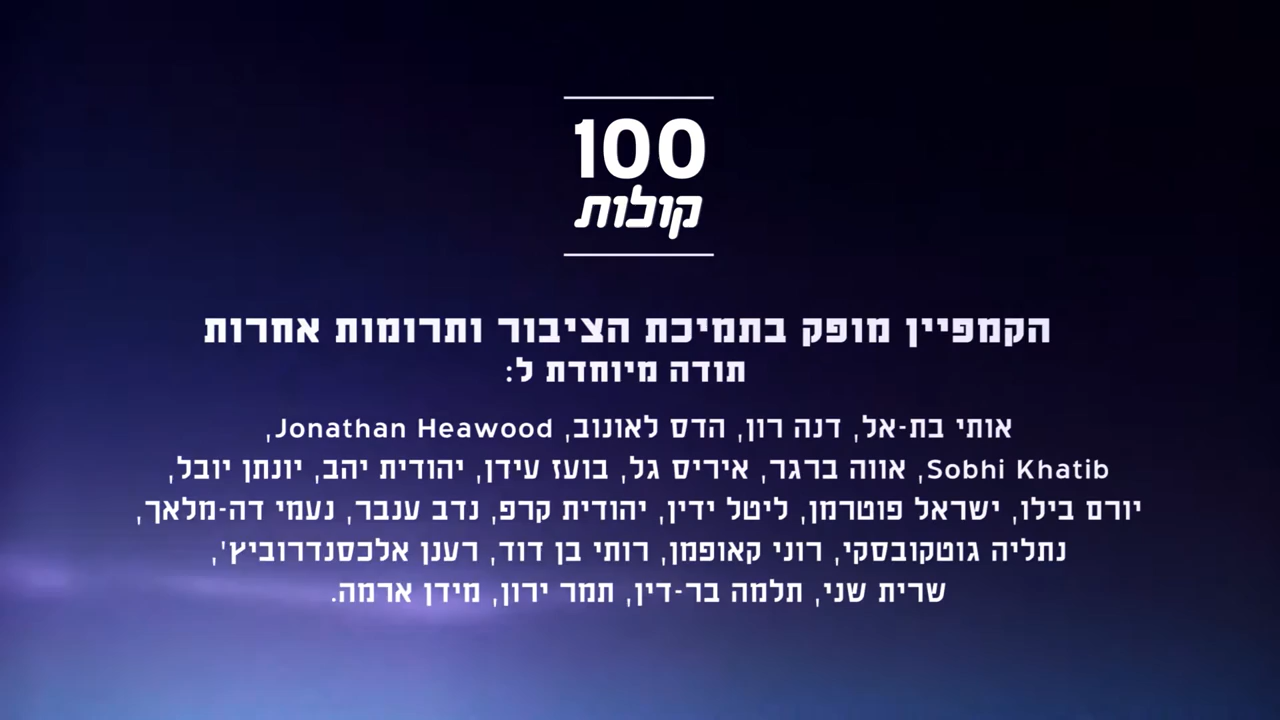 100
קולות
הקמפיין מופק בתמיכת הציבור ותרומות אחרות
תודה מיוחדת ל:
אותי בת-אל, דנה רון, הדס לאונוב, Jonathan Heawood,
Sobhi Khatib, אווה ברגר, איריס גל, בועז עידן, יהודית יהב, יונתן יובל,
יורם בילו, ישראל פוטרמן, ליטל ידין, יהודית קרפ, נדב ענבר, נעמי דה-מלאך,
נתליה גוטקובסקי, רוני קאופמן, רותי בן דוד, רענן אלכסנדרוביץ',
שרית שני, תלמה בר-דין, תמר ירון, מידן ארמה.